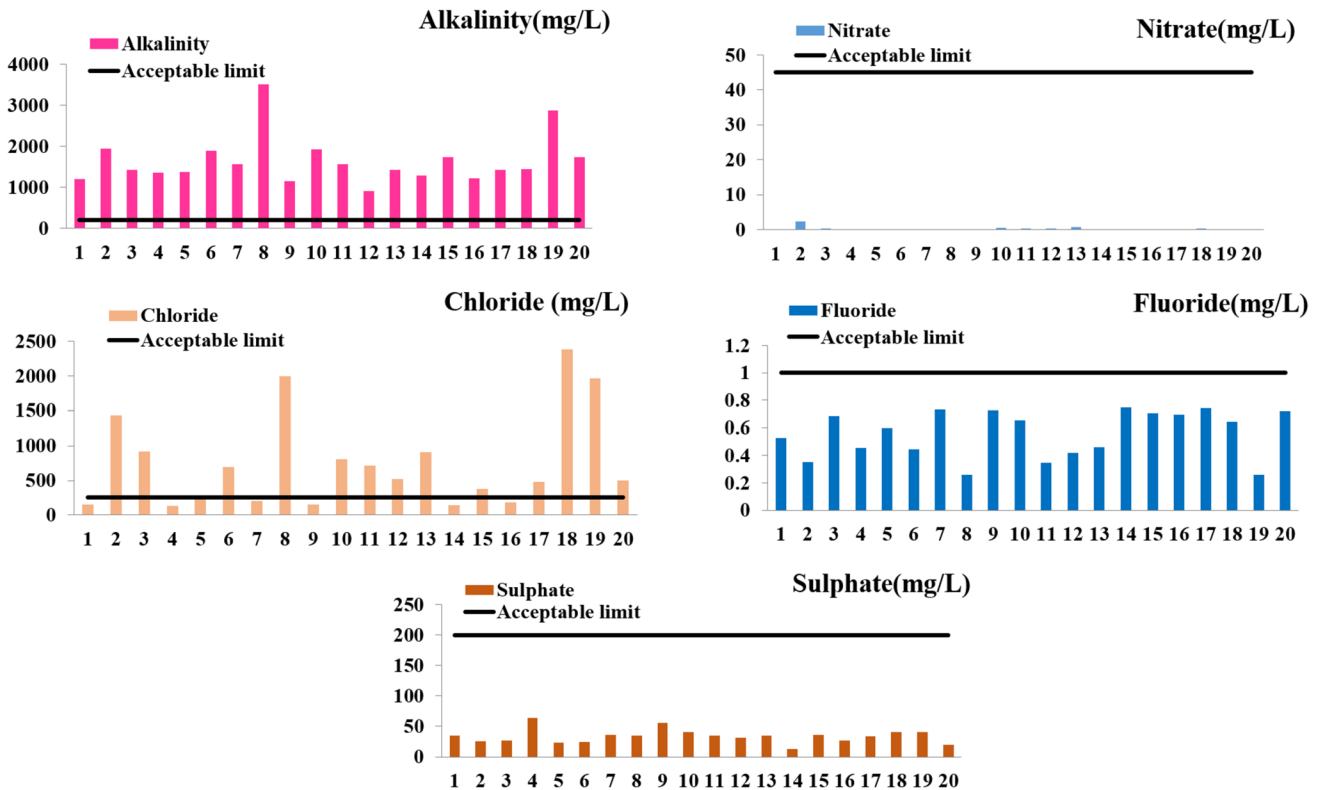 Alkalinity(mg/L)
Alkalinity
Acceptable limit
4000
3000
2000
1000
0
1 2 3 4 5 6 7 8 9 10 11 12 13 14 15 16 17 18 19 20
Nitrate(mg/L)
Nitrate
Acceptable limit
50
45
40
30
20
10
0
1 2 3 4 5 6 7 8 9 10 11 12 13 14 15 16 17 18 19 20
Chloride (mg/L)
Chloride
Acceptable limit
2500
2000
1500
1000
500
0
1 2 3 4 5 6 7 8 9 10 11 12 13 14 15 16 17 18 19 20
Fluoride(mg/L)
Fluoride
Acceptable limit
1.2
1
0.8
0.6
0.4
0.2
0
1 2 3 4 5 6 7 8 9 10 11 12 13 14 15 16 17 18 19 20
Sulphate(mg/L)
Sulphate
Acceptable limit
250
200
150
100
50
0
1 2 3 4 5 6 7 8 9 10 11 12 13 14 15 16 17 18 19 20